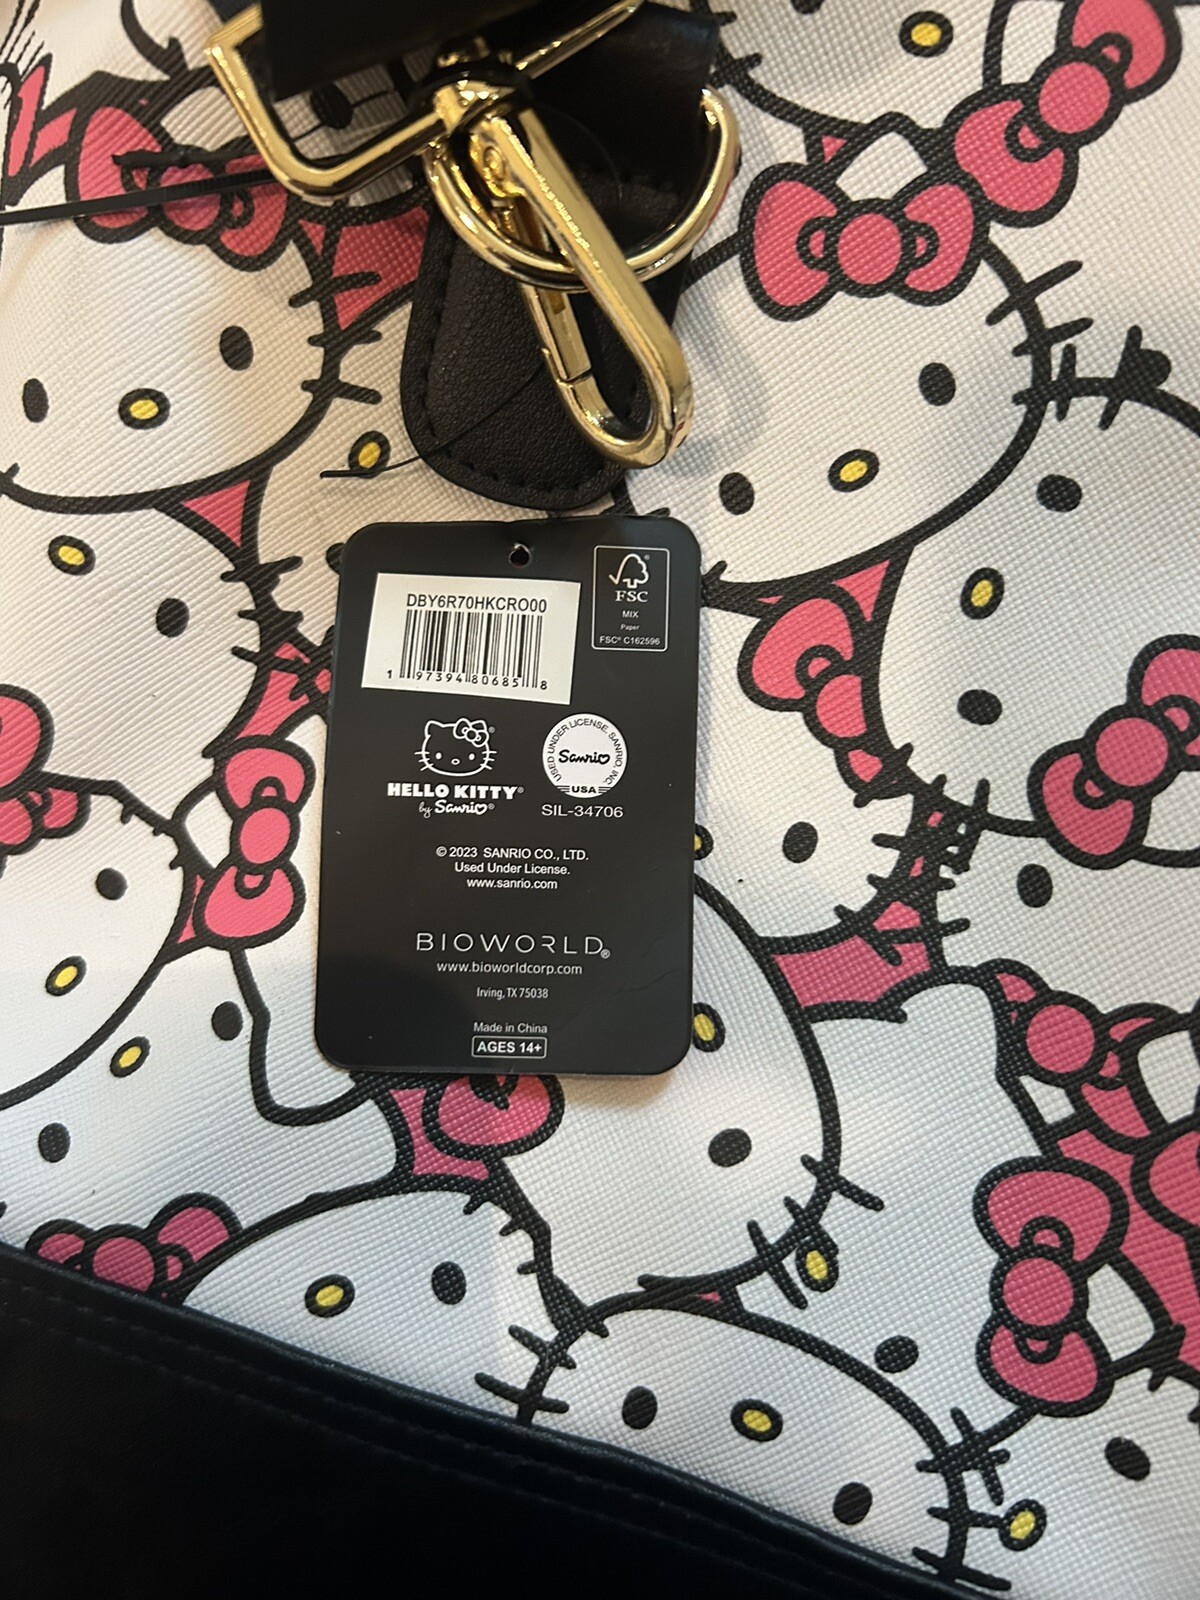 DBY6R70HKCRO00
1 97394 80685 8
FSC
MIX
Paper
FSC® C162596
HELLO KITTY®
by Sanrio®
USED UNDER LICENSE, SANRIO, INC.
Sanrio
USA
SIL-34706
© 2023 SANRIO CO., LTD.
Used Under License.
www.sanrio.com
BIOWORLD®
www.bioworldcorp.com
Irving, TX 75038
Made in China
AGES 14+